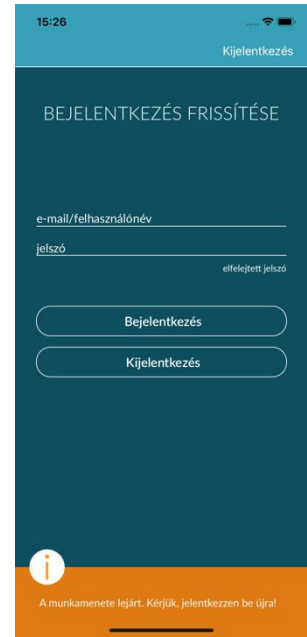 15:26
Kijelentkezés
BEJELENTKEZÉS FRISSÍTÉSE
e-mail/felhasználónév
jelszó
elfelejtett jelszó
Bejelentkezés
Kijelentkezés
i
A munkamenete lejárt. Kérjük, jelentkezzen be újra!